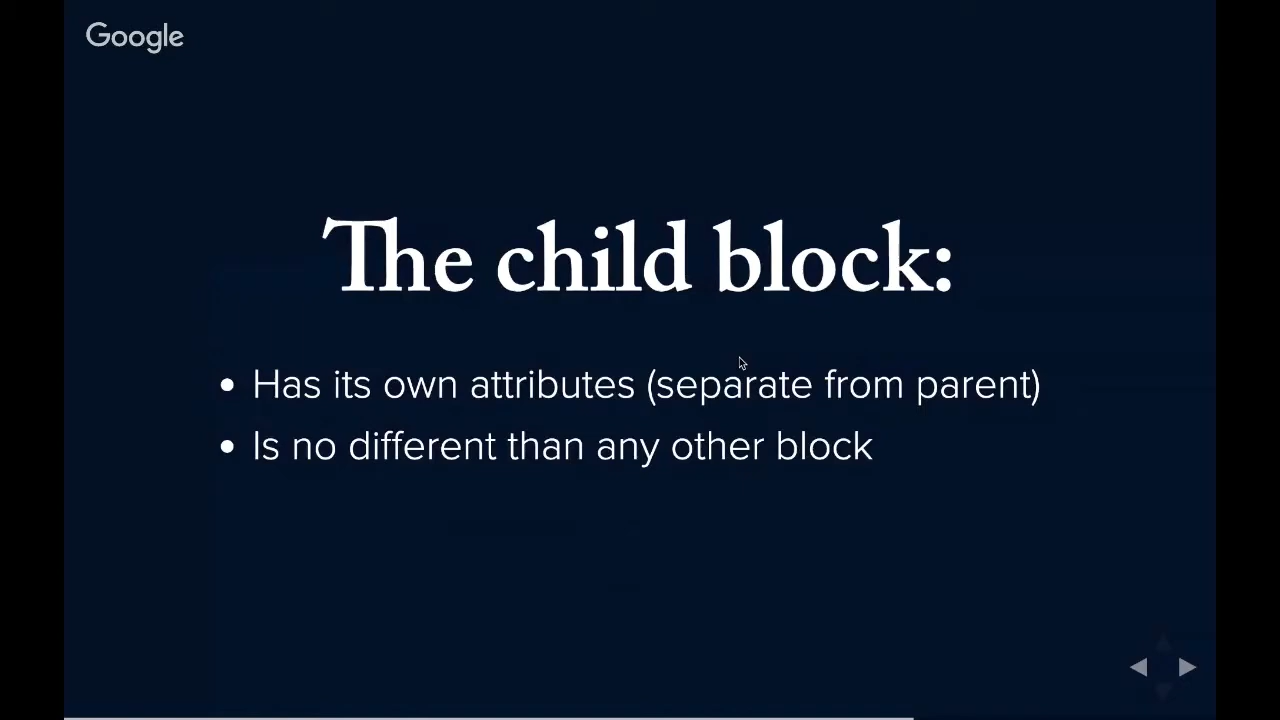 Google
The child block:
• Has its own attributes (separate from parent)
• Is no different than any other block